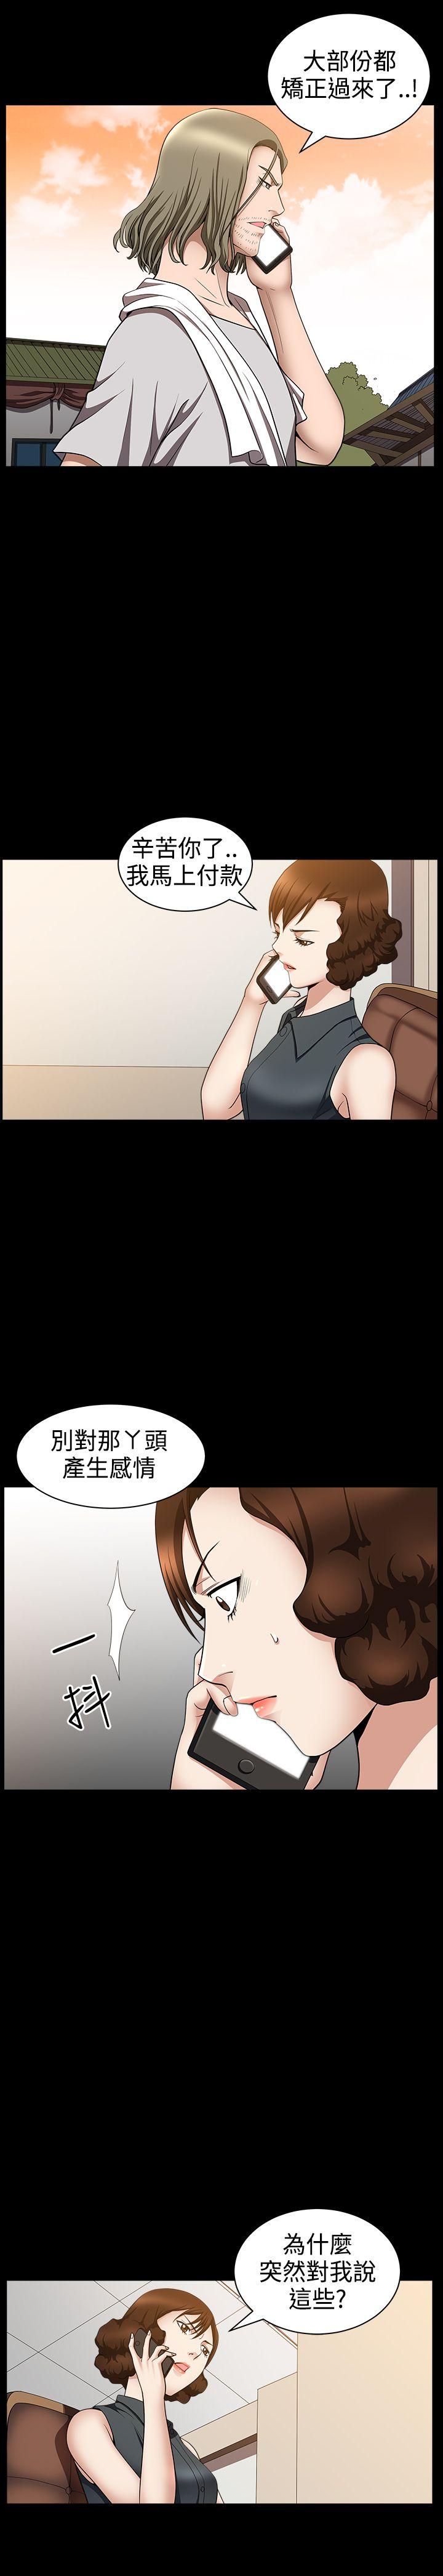 大部份都
矯正過來了..!
辛苦你了..
我馬上付款
別對那丫頭
產生感情
一
抖
為什麼
突然對我說
這些?